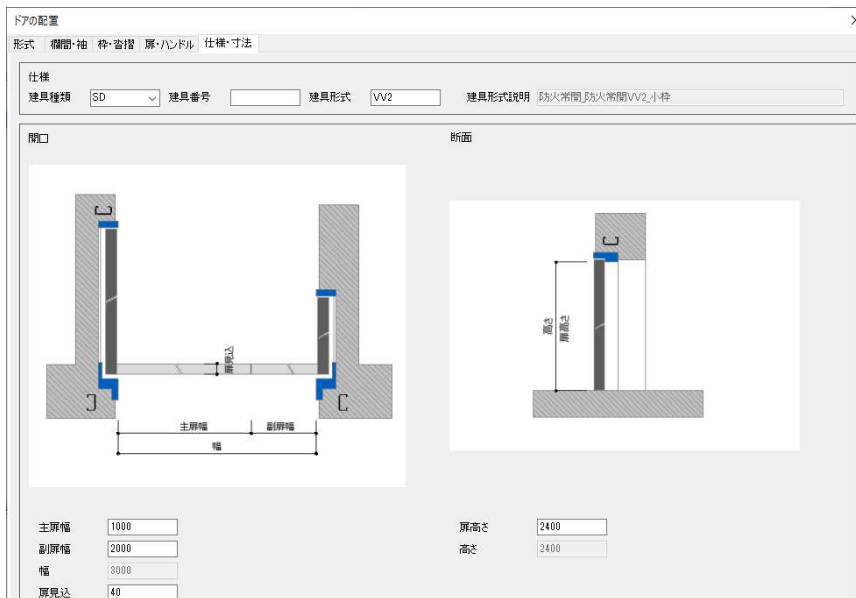 ドアの配置
形式 欄間・袖 枠・沓摺 扉・ハンドル 仕様・寸法
仕様
建具種類 SD 建具番号 建具形式 VV2 建具形式説明 防火常開_防火常開VV2_小枠
開口 断面
扉見込
主扉幅 副扉幅
幅
高さ
扉高さ
主扉幅 1000
副扉幅 2000
幅 3000
扉見込 40
扉高さ 2400
高さ 2400